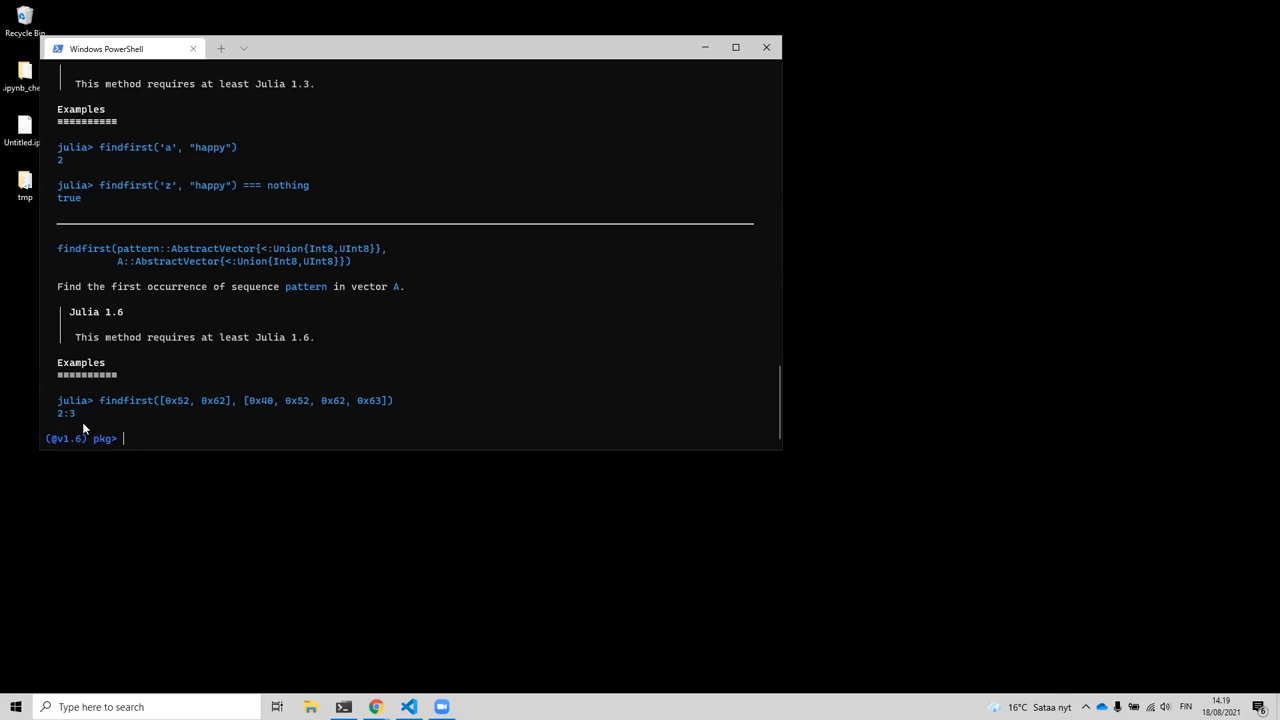 Recycle Bin
Windows PowerShell
.ipynb_che
Untitled.ip
tmp
This method requires at least Julia 1.3.
Examples
≡≡≡≡≡≡≡≡≡≡
julia> findfirst('a', "happy")
2
julia> findfirst('z', "happy") === nothing
true
findfirst(pattern::AbstractVector{<:Union{Int8,UInt8}},
A::AbstractVector{<:Union{Int8,UInt8}})
Find the first occurrence of sequence pattern in vector A.
Julia 1.6
This method requires at least Julia 1.6.
Examples
≡≡≡≡≡≡≡≡≡≡
julia> findfirst([0x52, 0x62], [0x40, 0x52, 0x62, 0x63])
2:3
(@v1.6) pkg>
Type here to search
16°C Sataa nyt
FIN
14.19
18/08/2021